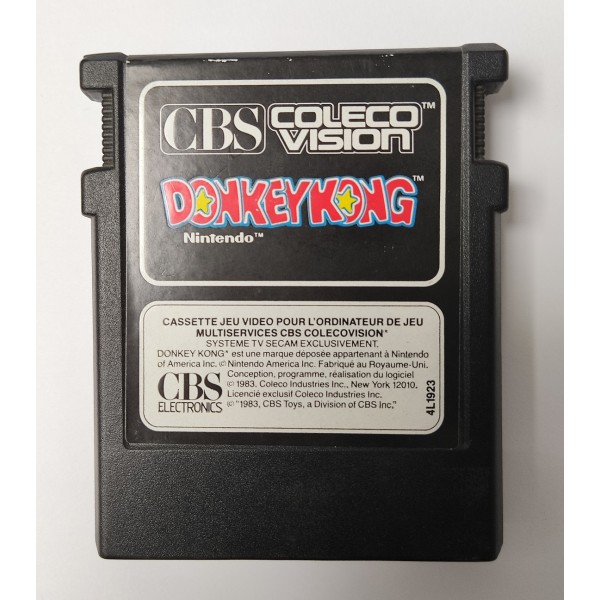 CBS COLECO VISION™
DONKEY KONG™
Nintendo™
CASSETTE JEU VIDEO POUR L'ORDINATEUR DE JEU
MULTISERVICES CBS COLECOVISION*
SYSTEME TV SECAM EXCLUSIVEMENT.
DONKEY KONG* est une marque déposée appartenant à Nintendo
of America Inc. © Nintendo America Inc. Fabriqué au Royaume-Uni.
Conception, programme, réalisation du logiciel
© 1983. Coleco Industries Inc., New York 12010.
Licencié exclusif Coleco Industries Inc.
© "1983, CBS Toys, a Division of CBS Inc,"
CBS
ELECTRONICS
4L1923